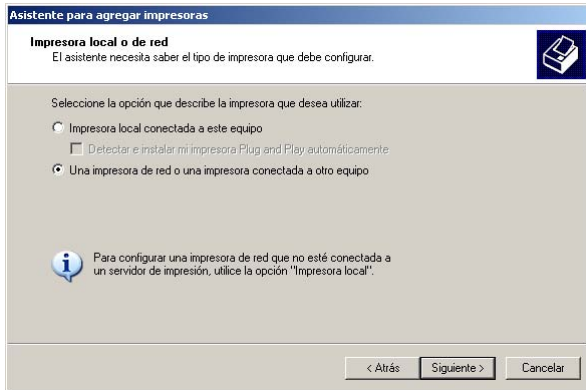 Asistente para agregar impresoras
Impresora local o de red
El asistente necesita saber el tipo de impresora que debe configurar.
Seleccione la opción que describe la impresora que desea utilizar:
Impresora local conectada a este equipo
Detectar e instalar mi impresora Plug and Play automáticamente
Una impresora de red o una impresora conectada a otro equipo
Para configurar una impresora de red que no esté conectada a
un servidor de impresión, utilice la opción "Impresora local".
< Atrás Siguiente > Cancelar